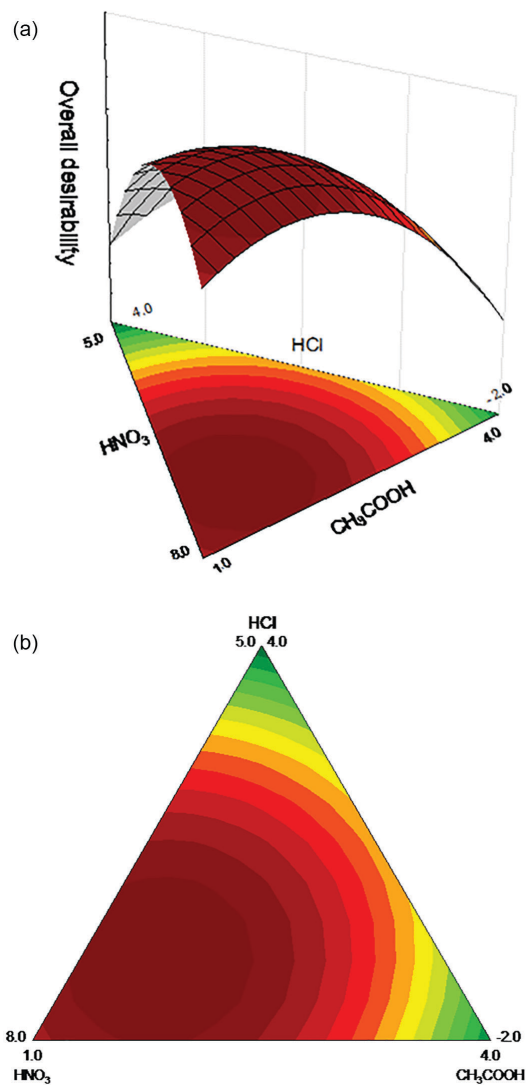 (a)
Overall desirability
4.0
5.0
HCl
HNO₃
-2.0
4.0
CH₃COOH
8.0
1.0
(b)
HCl
5.0 4.0
8.0
-2.0
1.0
4.0
HNO₃
CH₃COOH